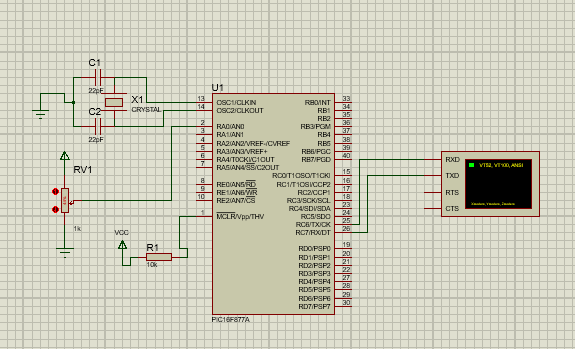 C1
22pF
X1
CRYSTAL
C2
22pF
RV1
1k
VCC
R1
10k
U1
13 OSC1/CLKIN
14 OSC2/CLKOUT
2 RA0/AN0
3 RA1/AN1
4 RA2/AN2/VREF-/CVREF
5 RA3/AN3/VREF+
6 RA4/T0CKI/C1OUT
7 RA5/AN4/SS/C2OUT
8 RE0/AN5/RD
9 RE1/AN6/WR
10 RE2/AN7/CS
1 MCLR/Vpp/THV
RB0/INT 33
RB1 34
RB2 35
RB3/PGM 36
RB4 37
RB5 38
RB6/PGC 39
RB7/PGD 40
RC0/T1OSO/T1CKI 15
RC1/T1OSI/CCP2 16
RC2/CCP1 17
RC3/SCK/SCL 18
RC4/SDI/SDA 23
RC5/SDO 24
RC6/TX/CK 25
RC7/RX/DT 26
RD0/PSP0 19
RD1/PSP1 20
RD2/PSP2 21
RD3/PSP3 22
RD4/PSP4 27
RD5/PSP5 28
RD6/PSP6 29
RD7/PSP7 30
PIC16F877A
RXD
TXD
RTS
CTS
VT52, VT100, ANSI